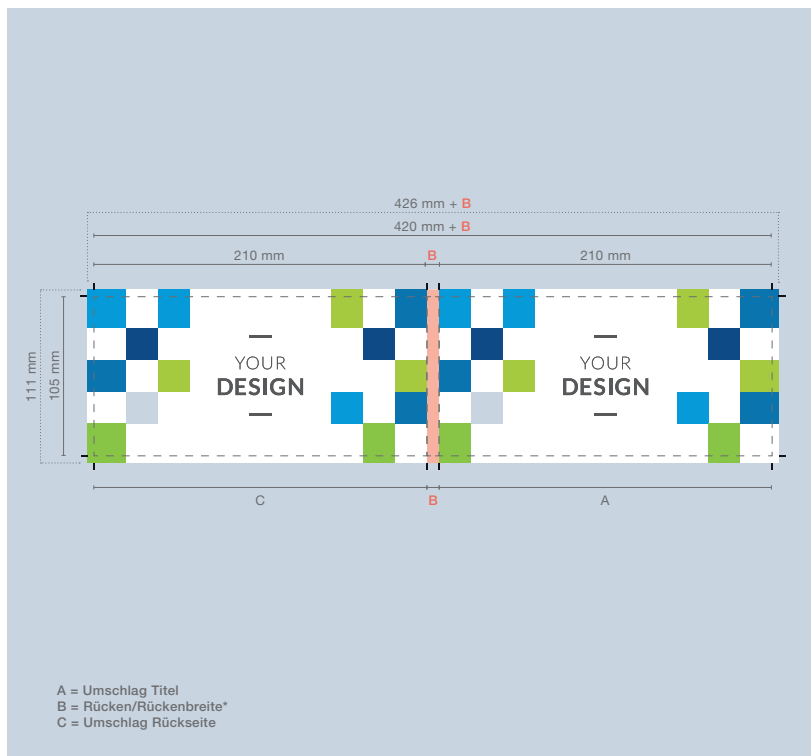 426 mm + B
420 mm + B
210 mm
B
210 mm
111 mm
105 mm
YOUR
DESIGN
YOUR
DESIGN
C
B
A
A = Umschlag Titel
B = Rücken/Rückenbreite*
C = Umschlag Rückseite